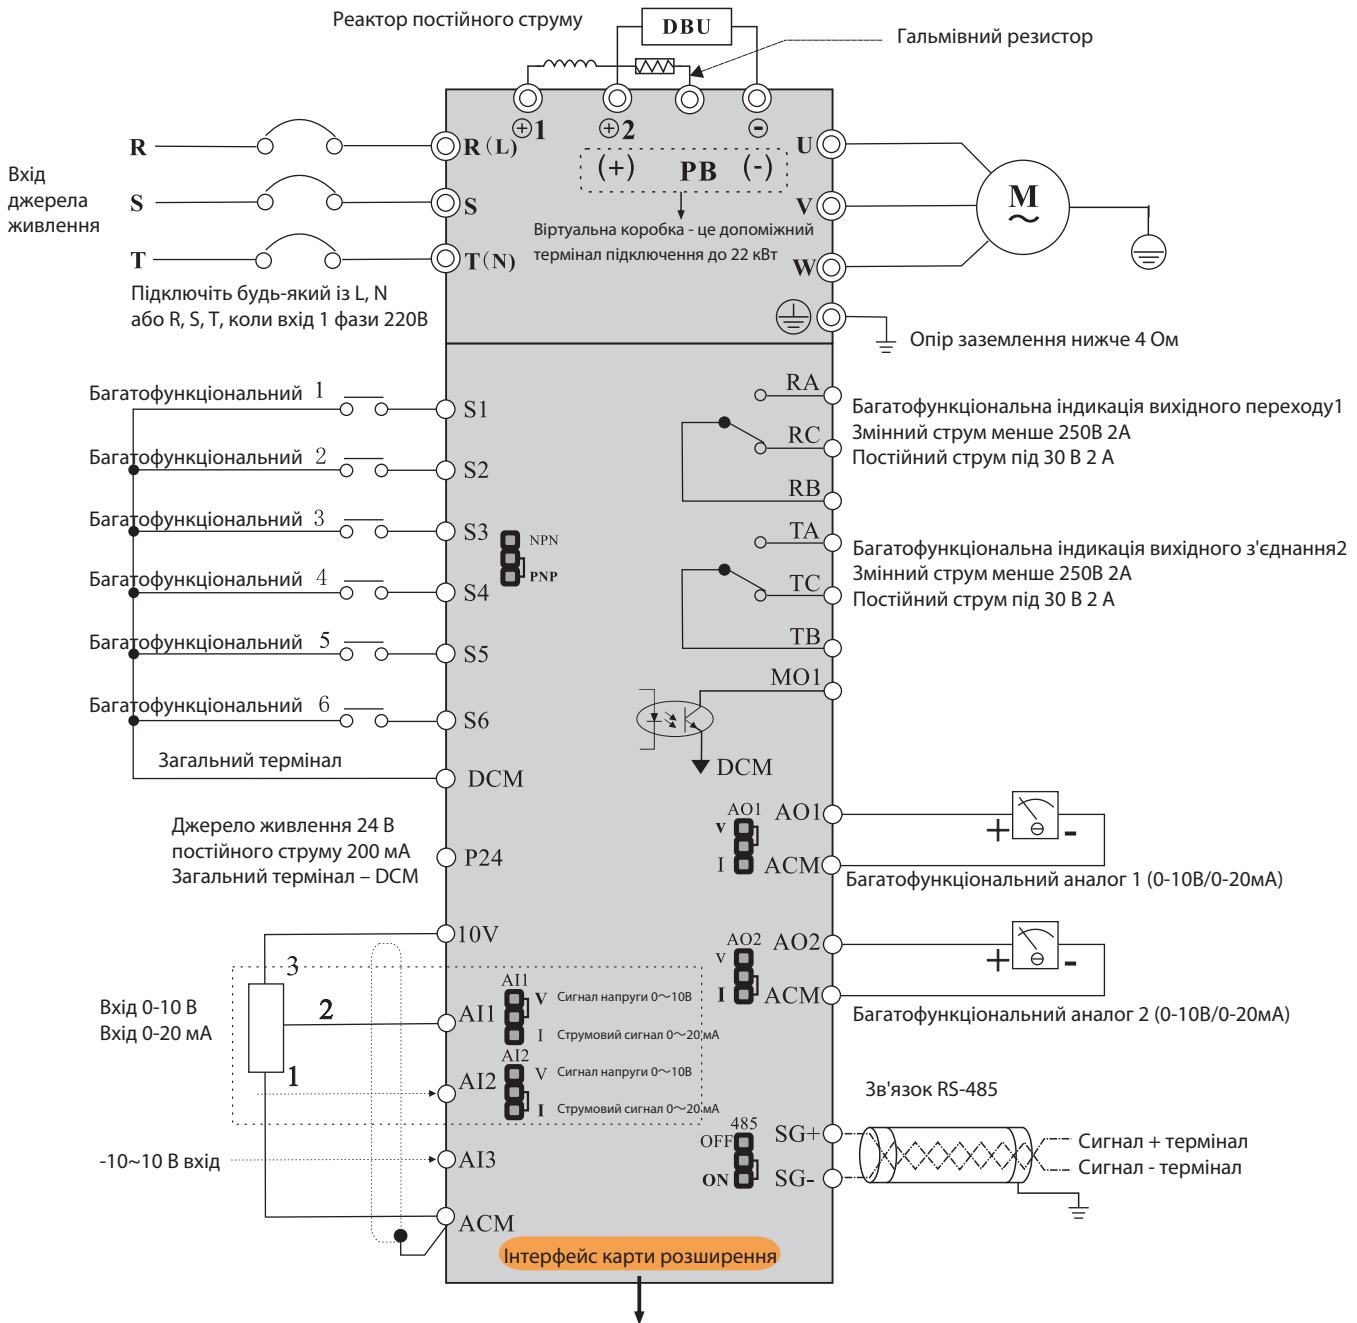 Реактор постійного струму
DBU
Гальмівний резистор
⊕1
⊕2
⊖
R
R(L)
(+)
PB
(-)
U
Вхід
джерела
живлення
S
S
V
M
~
Віртуальна коробка - це допоміжний
термінал підключення до 22 кВт
T
T(N)
W
Підключіть будь-який із L, N
або R, S, T, коли вхід 1 фази 220В
Опір заземлення нижче 4 Ом
Багатофункціональний 1
S1
Багатофункціональний 2
S2
Багатофункціональний 3
S3
Багатофункціональний 4
S4
Багатофункціональний 5
S5
Багатофункціональний 6
S6
Загальний термінал
DCM
NPN
PNP
RA
RC
RB
Багатофункціональна індикація вихідного переходу1
Змінний струм менше 250В 2А
Постійний струм під 30 В 2 А
TA
TC
TB
Багатофункціональна індикація вихідного з'єднання2
Змінний струм менше 250В 2А
Постійний струм під 30 В 2 А
MO1
DCM
Джерело живлення 24 В
постійного струму 200 мА
Загальний термінал – DCM
P24
AO1
V
I
AO1
ACM
+
-
Багатофункціональний аналог 1 (0-10В/0-20мА)
10V
AO2
V
I
AO2
ACM
+
-
Багатофункціональний аналог 2 (0-10В/0-20мА)
3
2
1
Вхід 0-10 В
Вхід 0-20 мА
AI1
AI1
V Сигнал напруги 0～10В
I Струмовий сигнал 0～20 мА
AI2
AI2
V Сигнал напруги 0～10В
I Струмовий сигнал 0～20 мА
-10~10 В вхід
AI3
ACM
Зв'язок RS-485
485
OFF
ON
SG+
SG-
Сигнал + термінал
Сигнал - термінал
Інтерфейс карти розширення